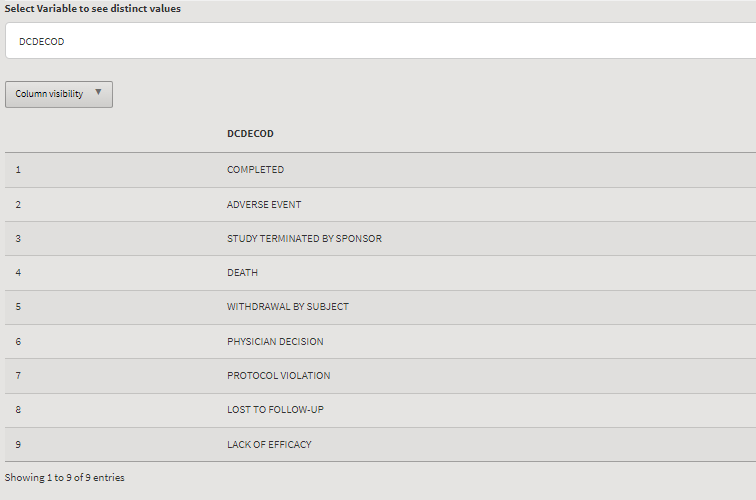 Select Variable to see distinct values
DCDECOD
Column visibility ▼
DCDECOD
1 COMPLETED
2 ADVERSE EVENT
3 STUDY TERMINATED BY SPONSOR
4 DEATH
5 WITHDRAWAL BY SUBJECT
6 PHYSICIAN DECISION
7 PROTOCOL VIOLATION
8 LOST TO FOLLOW-UP
9 LACK OF EFFICACY
Showing 1 to 9 of 9 entries